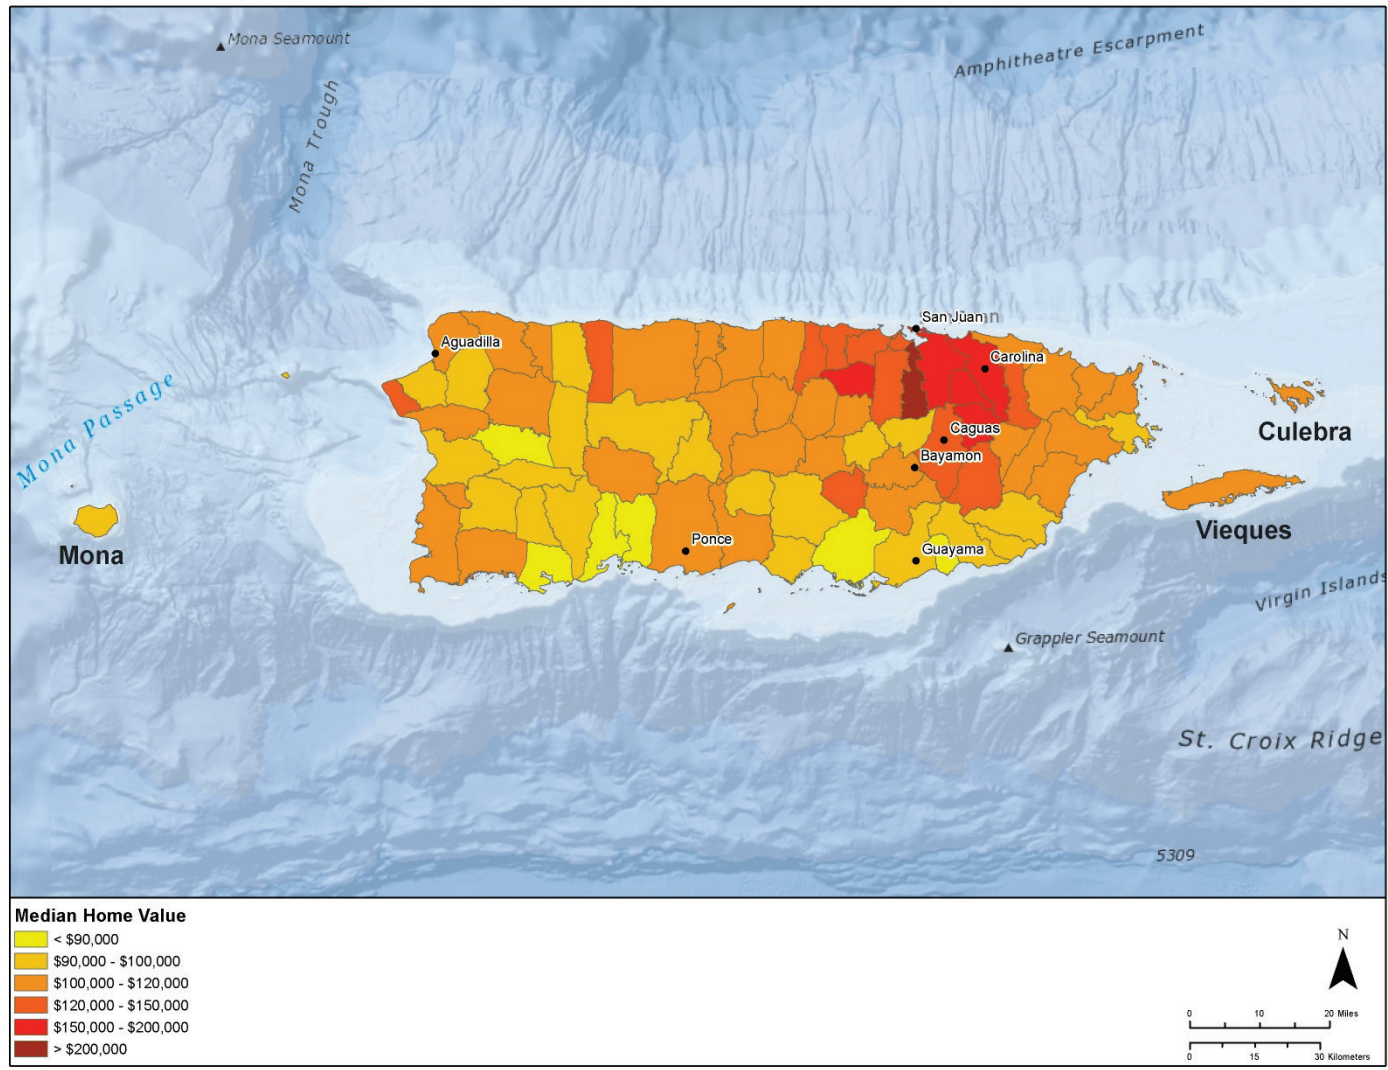 Mona Seamount
Amphitheatre Escarpment
Mona Trough
San Juan
Aguadilla
Carolina
Mona Passage
Caguas
Culebra
Bayamon
Vieques
Mona
Ponce
Guayama
Virgin Islands
Grappler Seamount
St. Croix Ridge
5309
Median Home Value
< $90,000
$90,000 - $100,000
$100,000 - $120,000
$120,000 - $150,000
$150,000 - $200,000
> $200,000
N
0 10 20 Miles
0 15 30 Kilometers